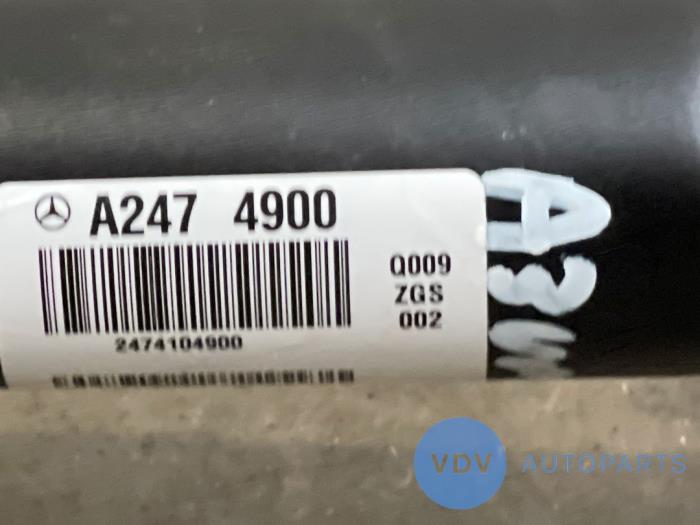 A247 4900
Q009
ZGS
002
2474104900
VDV AUTOPARTS